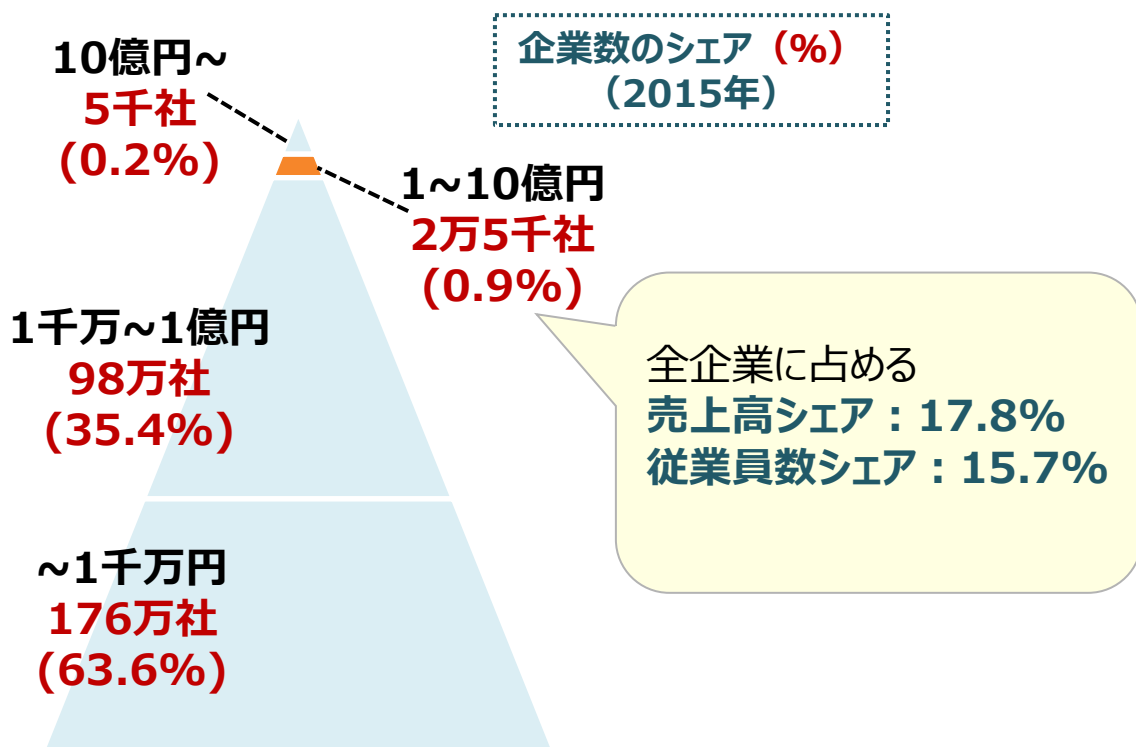 企業数のシェア（%）
（2015年）
10億円~
5千社
(0.2%)
1~10億円
2万5千社
(0.9%)
1千万~1億円
98万社
(35.4%)
全企業に占める
売上高シェア：17.8%
従業員数シェア：15.7%
~1千万円
176万社
(63.6%)